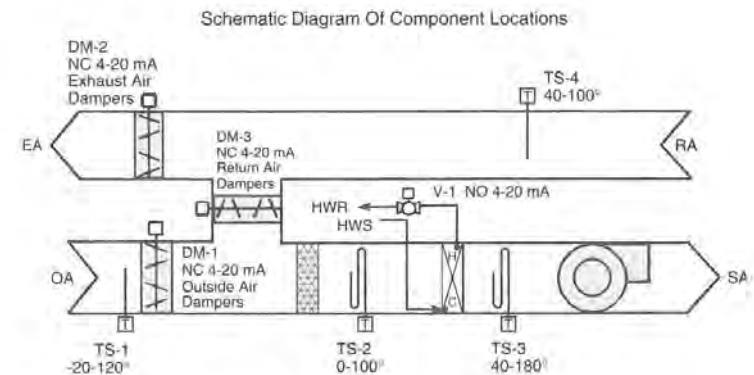 Schematic Diagram Of Component Locations
DM-2
NC 4-20 mA
Exhaust Air
Dampers
TS-4
40-100°
T
EA
DM-3
NC 4-20 mA
Return Air
Dampers
RA
V-1 NO 4-20 mA
HWR
HWS
OA
DM-1
NC 4-20 mA
Outside Air
Dampers
H
C
SA
T
T
T
TS-1
-20-120°
TS-2
0-100°
TS-3
40-180°